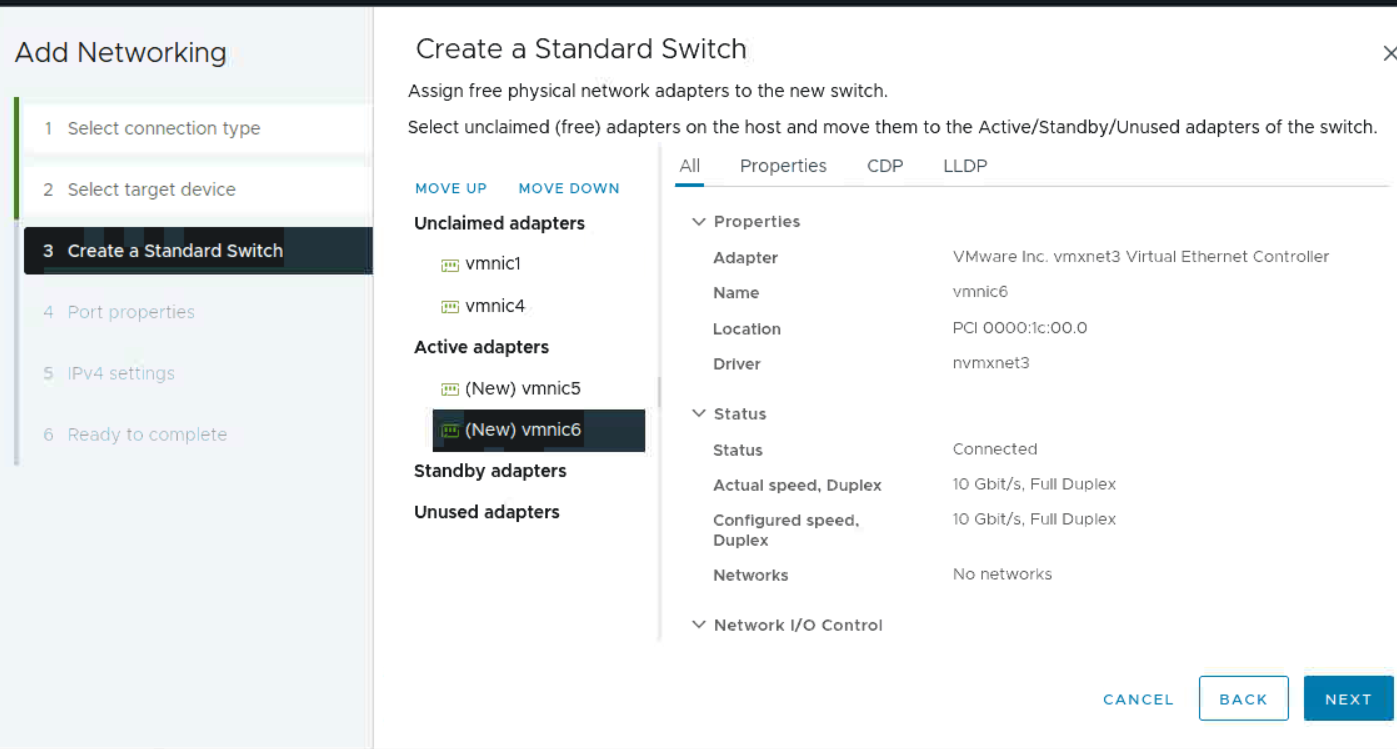 Add Networking
1 Select connection type
2 Select target device
3 Create a Standard Switch
4 Port properties
5 IPv4 settings
6 Ready to complete
Create a Standard Switch
Assign free physical network adapters to the new switch.
Select unclaimed (free) adapters on the host and move them to the Active/Standby/Unused adapters of the switch.
MOVE UP MOVE DOWN
Unclaimed adapters
vmnic1
vmnic4
Active adapters
(New) vmnic5
(New) vmnic6
Standby adapters
Unused adapters
All Properties CDP LLDP
Properties
Adapter VMware Inc. vmxnet3 Virtual Ethernet Controller
Name vmnic6
Location PCI 0000:1c:00.0
Driver nvmxnet3
Status
Status Connected
Actual speed, Duplex 10 Gbit/s, Full Duplex
Configured speed, 10 Gbit/s, Full Duplex
Duplex
Networks No networks
Network I/O Control
CANCEL BACK NEXT